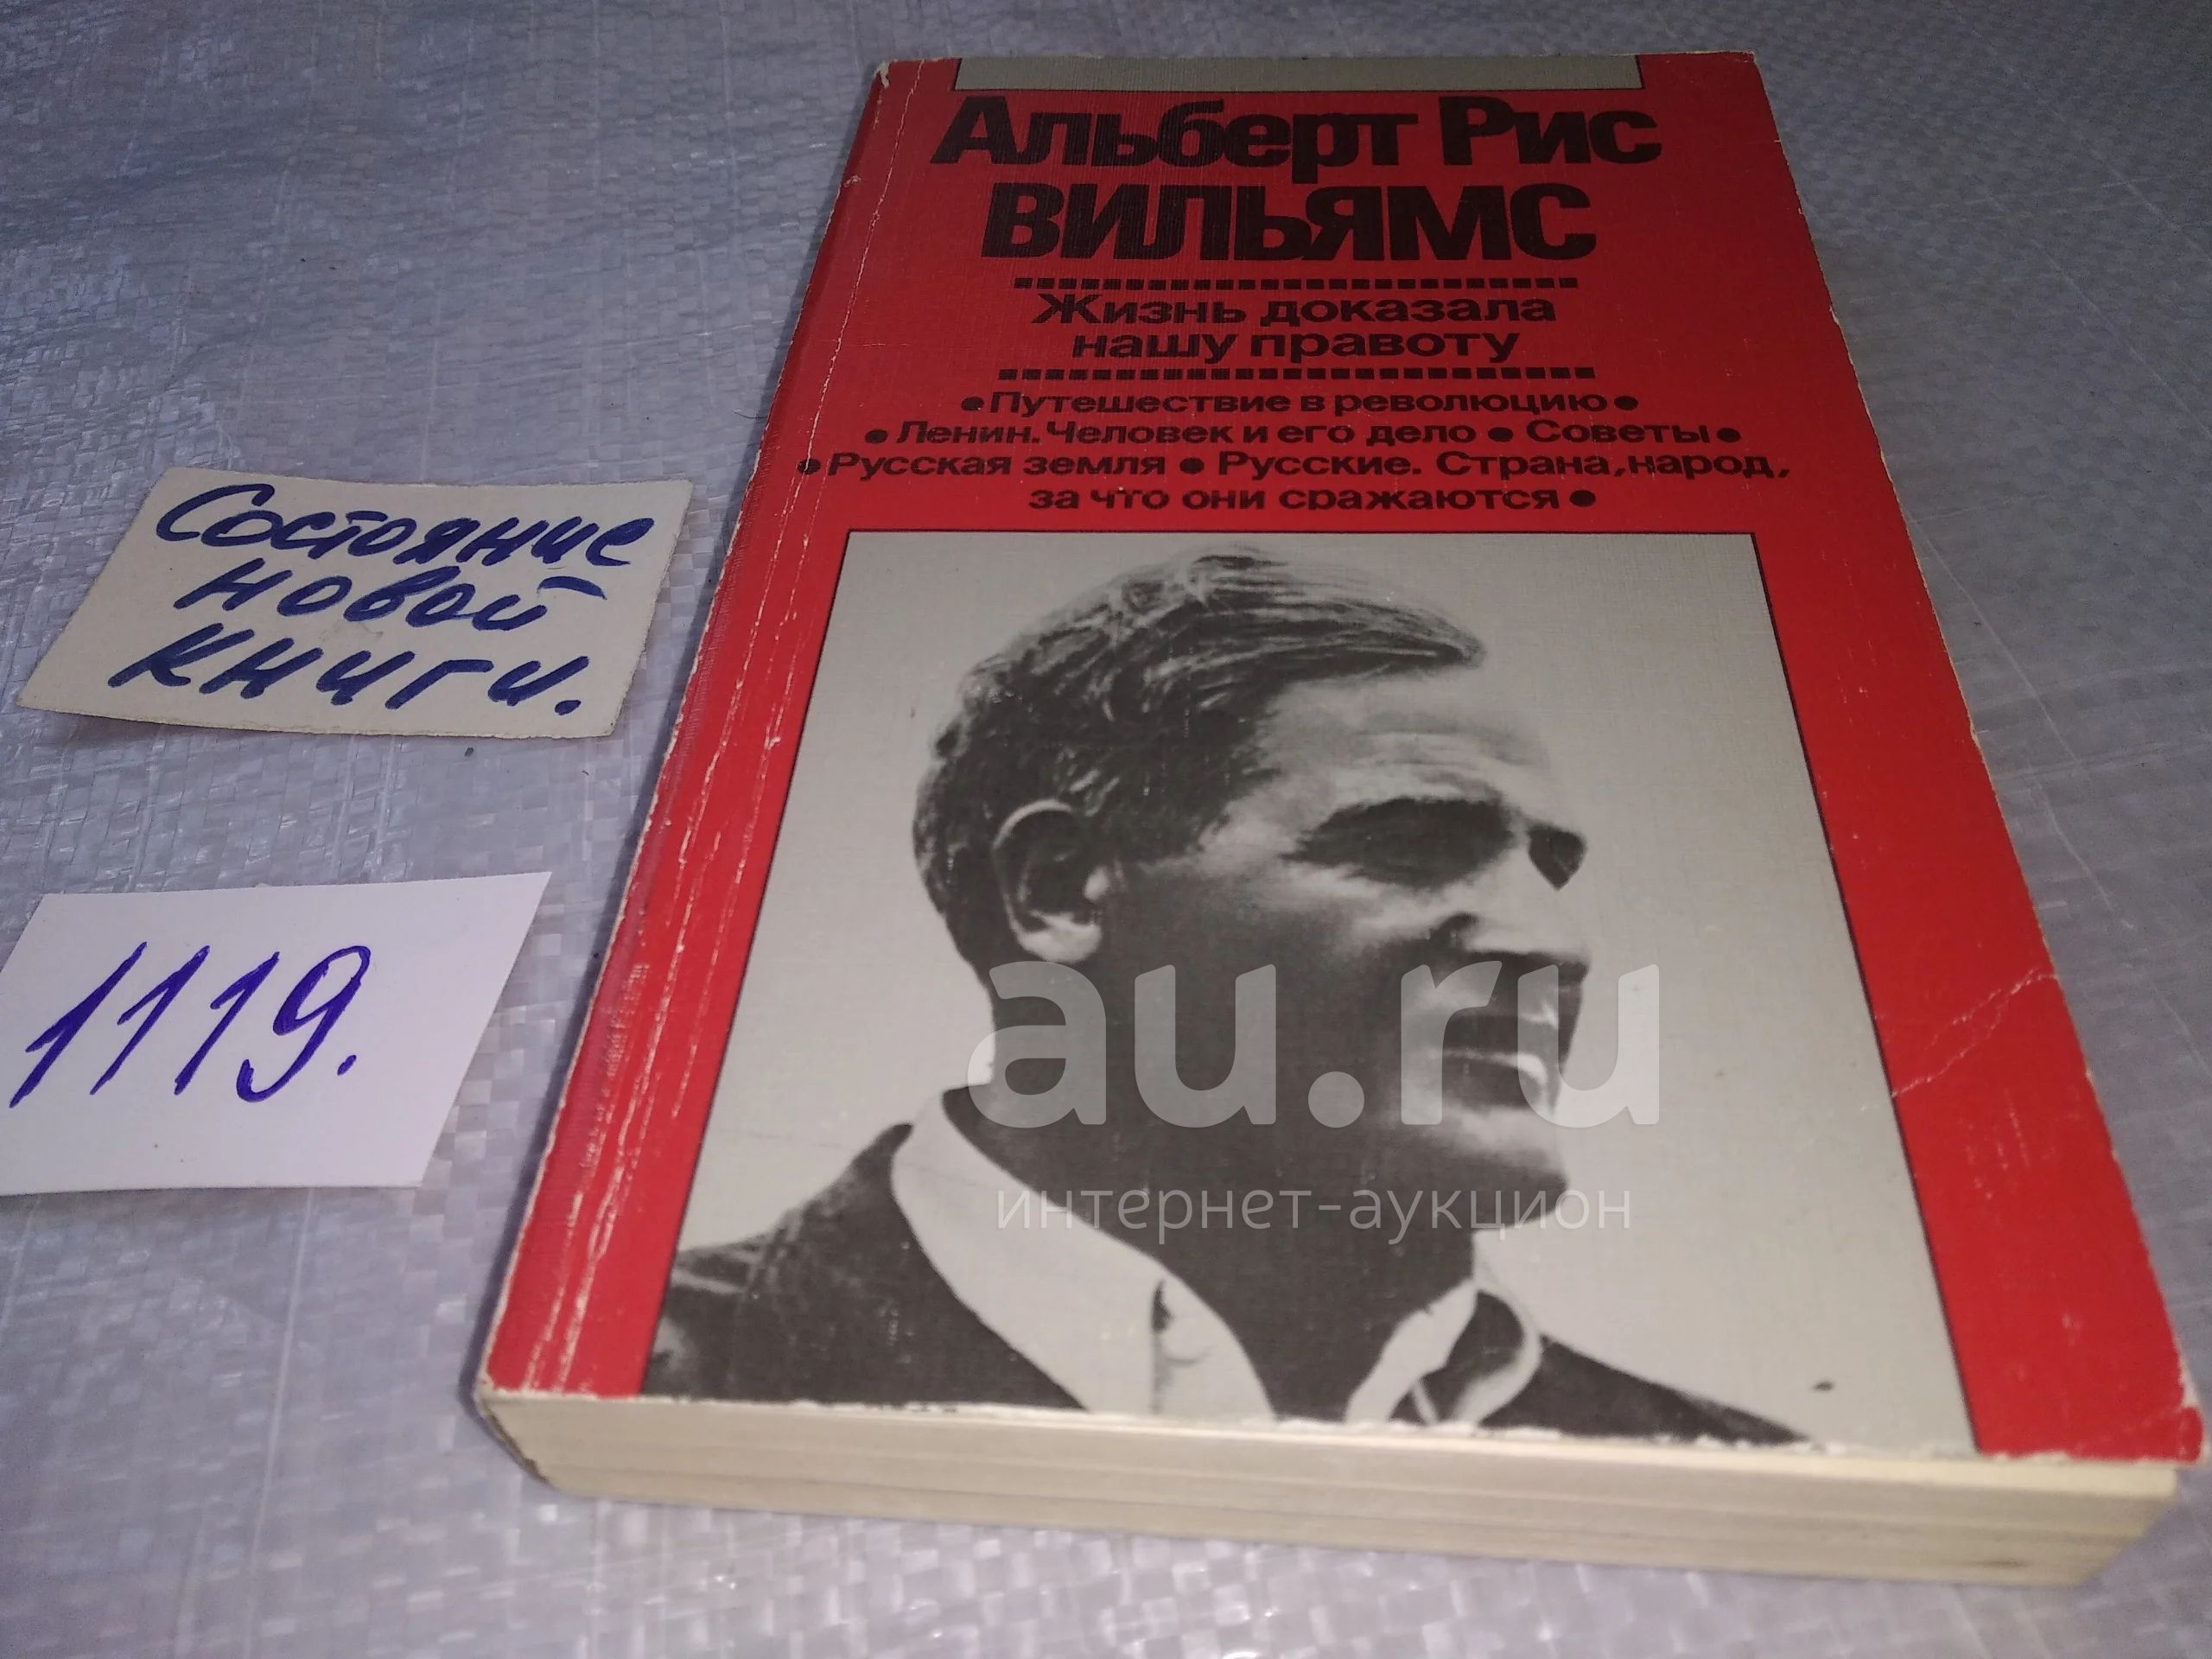 Альберт Рис
ВИЛЬЯМС
Жизнь доказала
нашу правоту
•Путешествие в революцию•
•Ленин. Человек и его дело • Советы•
•Русская земля • Русские. Страна, народ,
за что они сражаются•
Состояние
новой
книги.
1119.
au.ru
интернет-аукцион